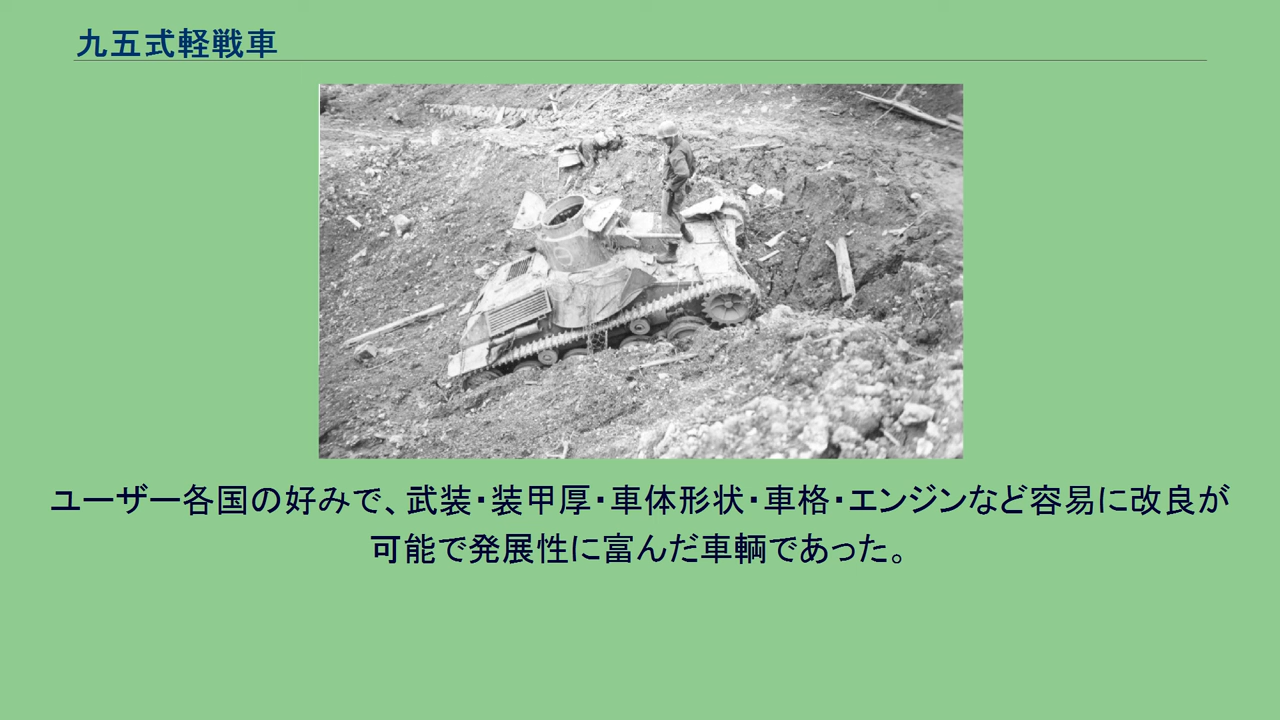 九五式軽戦車
ユーザー各国の好みで、武装・装甲厚・車体形状・車格・エンジンなど容易に改良が
可能で発展性に富んだ車輌であった。